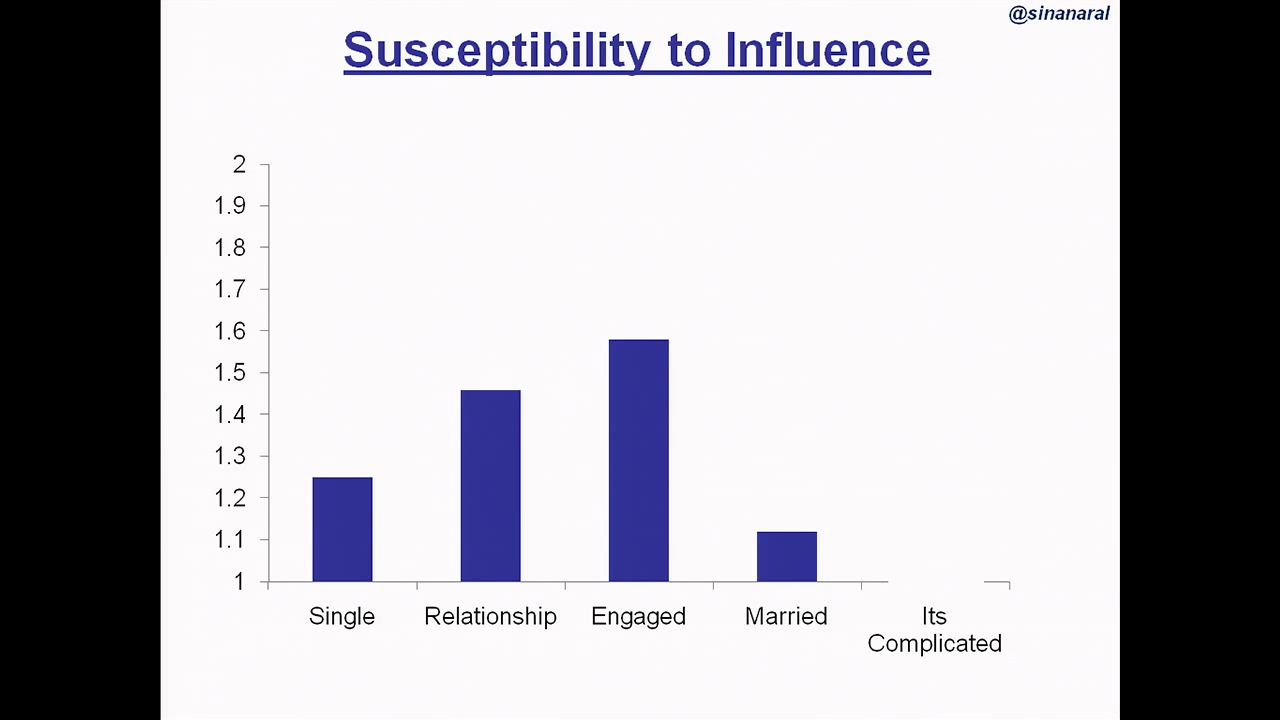 @sinanaral
Susceptibility to Influence
2
1.9
1.8
1.7
1.6
1.5
1.4
1.3
1.2
1.1
1
Single Relationship Engaged Married Its
Complicated